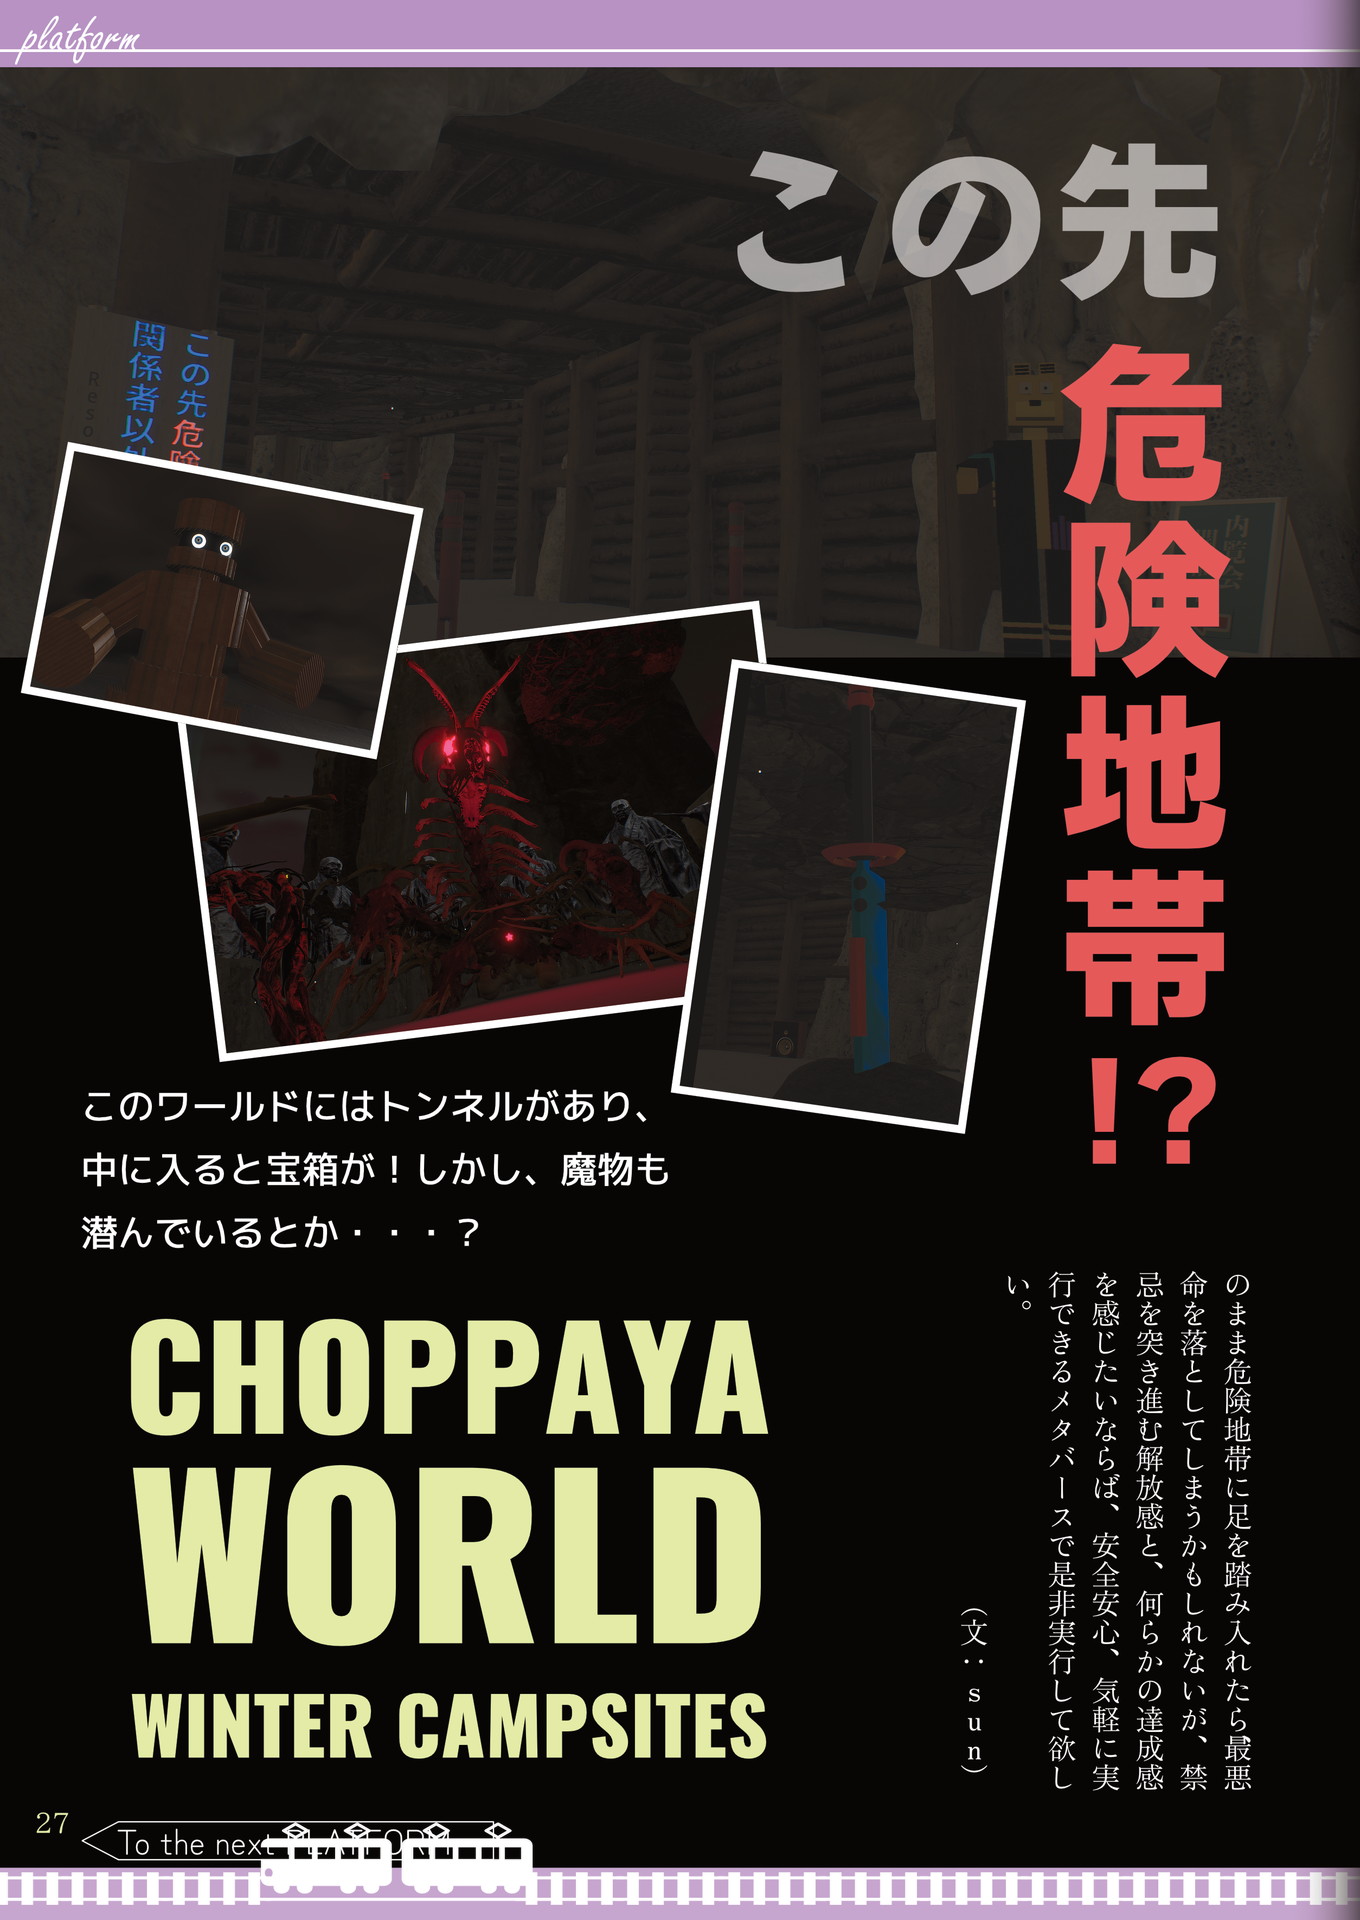 platform
この先
危険地帯!?
この先危険
関係者以外
Reso
内覧会
このワールドにはトンネルがあり、
中に入ると宝箱が！しかし、魔物も
潜んでいるとか・・・？
CHOPPAYA
WORLD
WINTER CAMPSITES
のまま危険地帯に足を踏み入れたら最悪
命を落としてしまうかもしれないが、禁
忌を突き進む解放感と、何らかの達成感
を感じたいならば、安全安心、気軽に実
行できるメタバースで是非実行して欲し
い。
（文：sun）
27
To the next PLATFORM